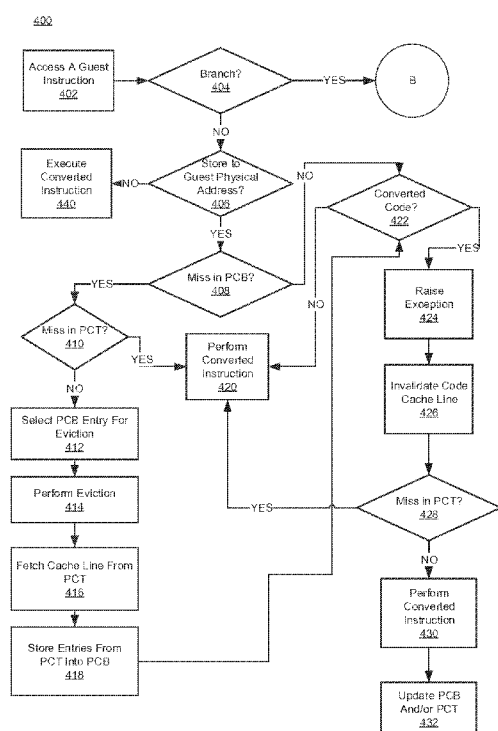 400
Access A Guest
Instruction
402
Branch?
404
YES
B
NO
Execute
Converted
Instruction
440
NO
Store to
Guest Physical
Address?
406
NO
Converted
Code?
422
YES
YES
Miss in PCB?
408
YES
NO
Raise
Exception
424
Miss in PCT?
410
YES
Perform
Converted
Instruction
420
NO
Invalidate Code
Cache Line
426
Select PCB Entry For
Eviction
412
Perform Eviction
414
YES
Miss in PCT?
428
Fetch Cache Line From
PCT
416
NO
Perform
Converted
Instruction
430
Store Entries From
PCT Into PCB
418
Update PCB
And/or PCT
432